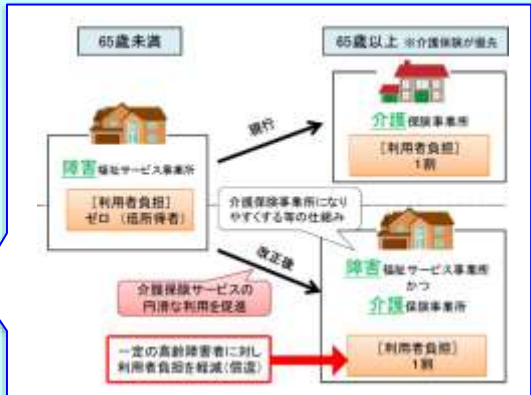 65歳未満
65歳以上 ※介護保険が優先
障害福祉サービス事業所
[利用者負担]
ゼロ（低所得者）
現行
介護保険事業所
[利用者負担]
1割
介護保険事業所になり
やすくする等の仕組み
改正後
介護保険サービスの
円滑な利用を促進
障害福祉サービス事業所
かつ
介護保険事業所
[利用者負担]
1割
一定の高齢障害者に対し
利用者負担を軽減（償還）